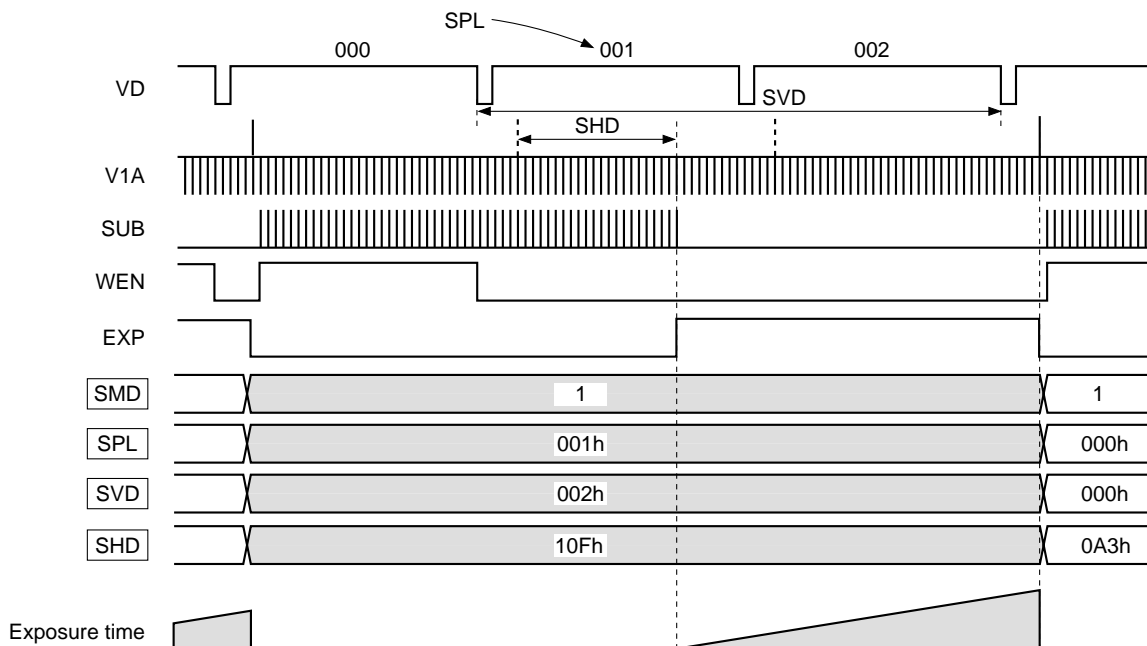 SPL
000 001 002
VD
SVD
SHD
V1A
SUB
WEN
EXP
SMD 1 1
SPL 001h 000h
SVD 002h 000h
SHD 10Fh 0A3h
Exposure time